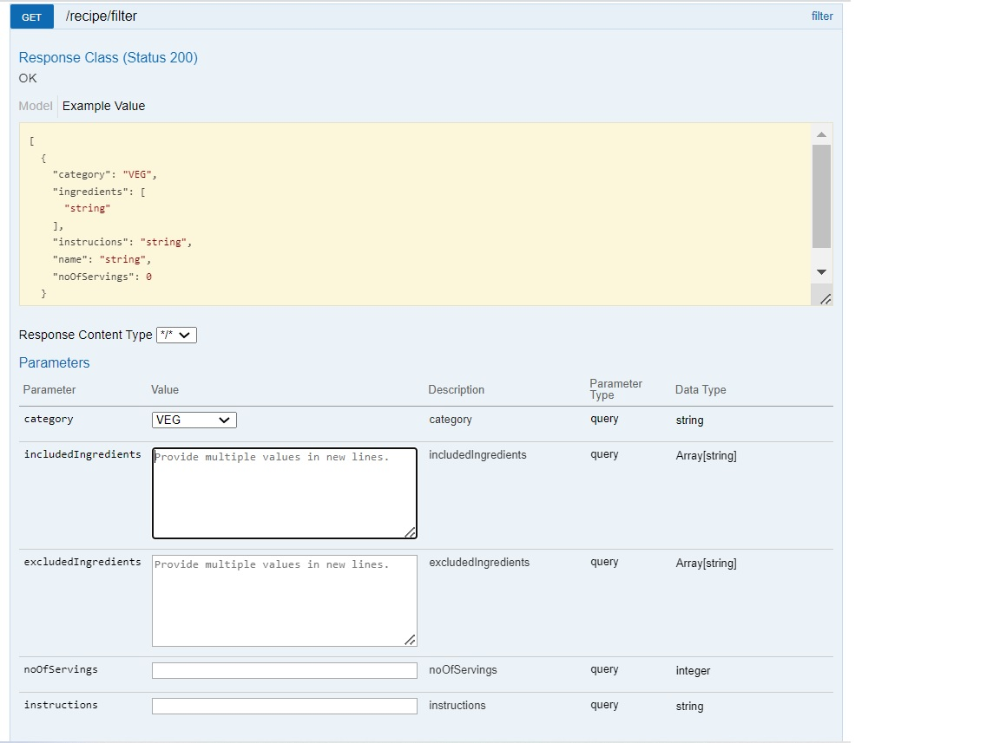 GET /recipe/filter filter
Response Class (Status 200)
OK
Model Example Value
[
{
"category": "VEG",
"ingredients": [
"string"
],
"instrucions": "string",
"name": "string",
"noOfServings": 0
}
Response Content Type */*
Parameters
Parameter Value Description Parameter Type Data Type
category VEG category query string
includedIngredients Provide multiple values in new lines. includedIngredients query Array[string]
excludedIngredients Provide multiple values in new lines. excludedIngredients query Array[string]
noOfServings noOfServings query integer
instructions instructions query string